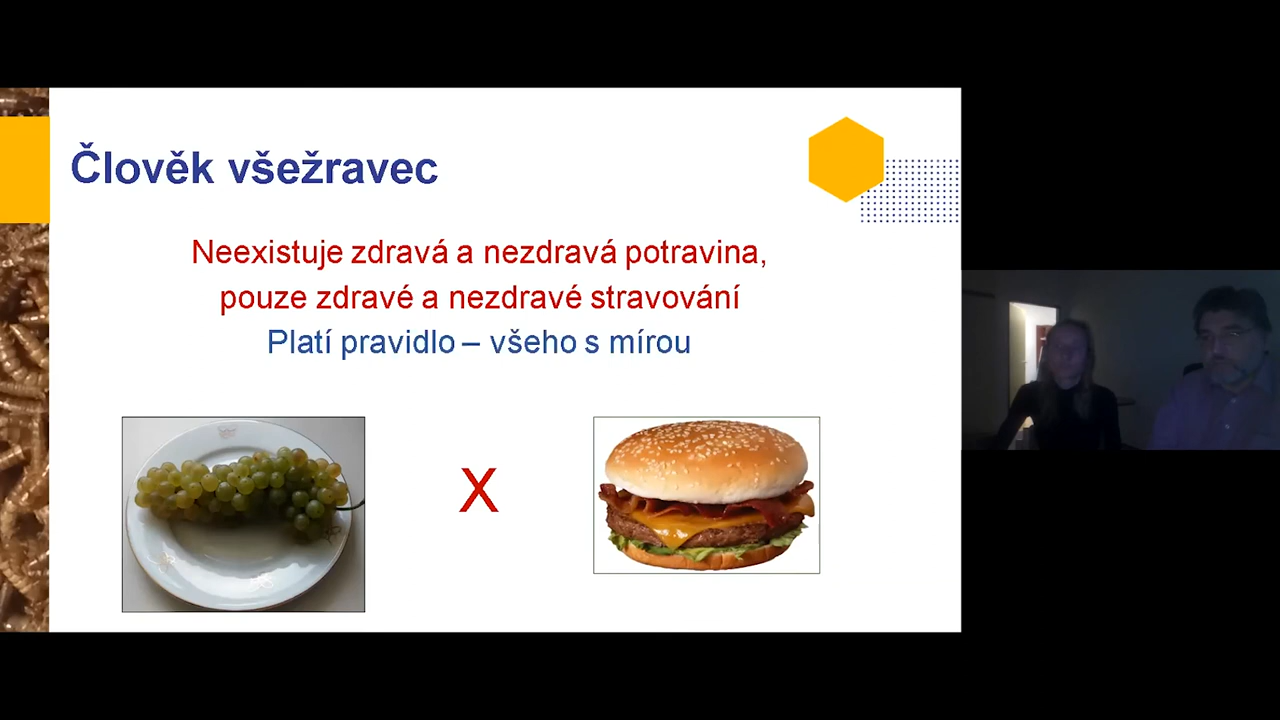 Člověk všežravec
Neexistuje zdravá a nezdravá potravina,
pouze zdravé a nezdravé stravování
Platí pravidlo – všeho s mírou
X